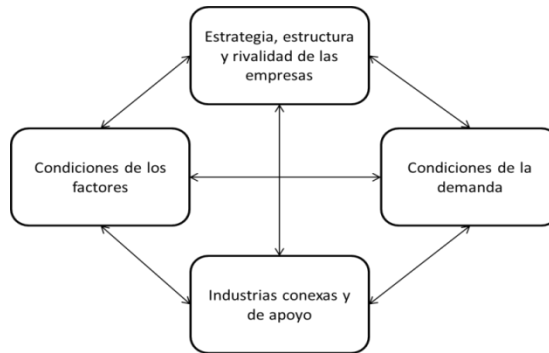 Estrategia, estructura
y rivalidad de las
empresas
Condiciones de los
factores
Condiciones de la
demanda
Industrias conexas y
de apoyo